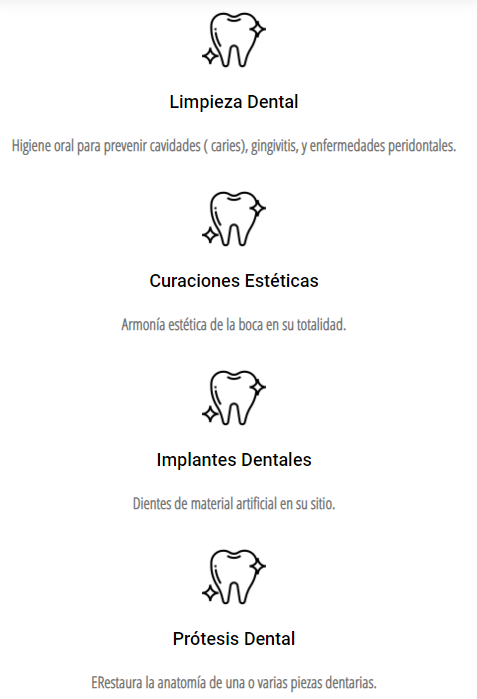 Limpieza Dental
Higiene oral para prevenir cavidades ( caries), gingivitis, y enfermedades peridontales.
Curaciones Estéticas
Armonía estética de la boca en su totalidad.
Implantes Dentales
Dientes de material artificial en su sitio.
Prótesis Dental
ERestaura la anatomía de una o varias piezas dentarias.